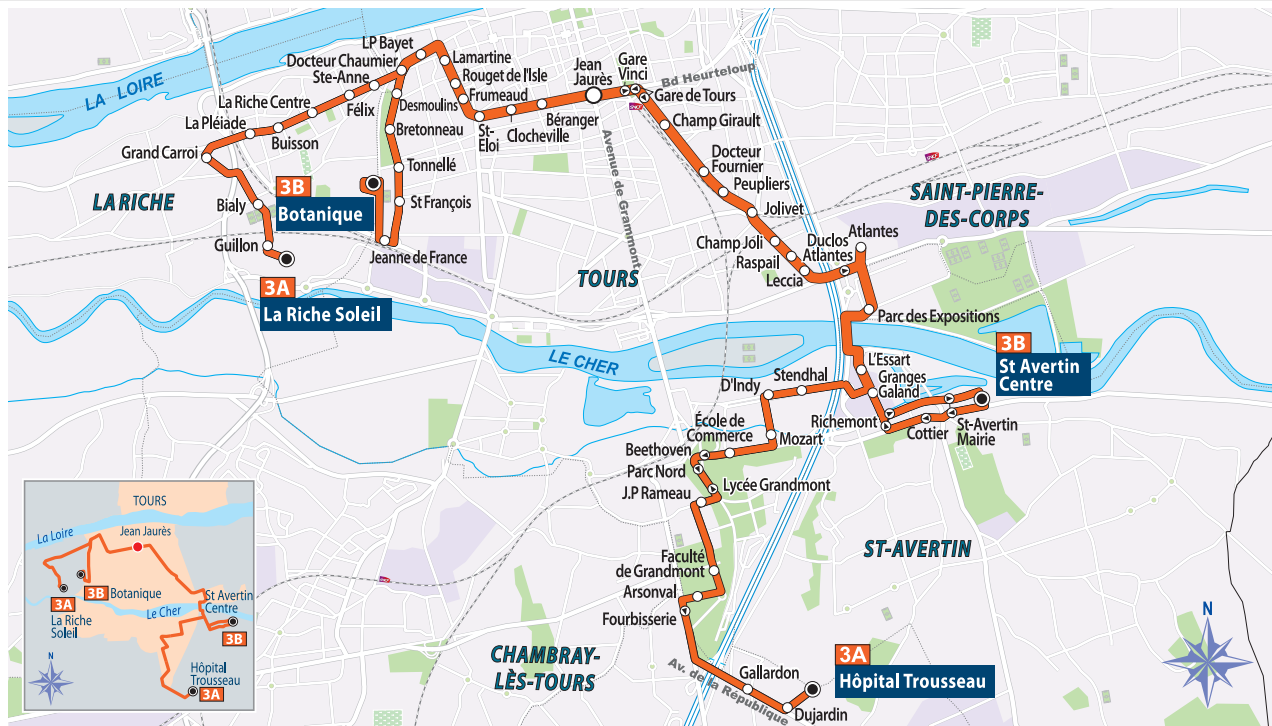 LP Bayet
Docteur Chaumier
Ste-Anne
Lamartine
Rouget de l'Isle
Frumeaud
Jean
Jaurès
Gare
Vinci
Bd Heurteloup
SNCF
Gare de Tours
LA LOIRE
La Riche Centre
Félix
Desmoulins
La Pléiade
Buisson
Bretonneau
St-
Eloi
Clocheville
Béranger
Champ Girault
Grand Carroi
Tonnellé
Avenue de Grammont
Docteur
Fournier
SNCF
LA RICHE
3B
Botanique
Bialy
St François
Peupliers
Jolivet
SAINT-PIERRE-
DES-CORPS
Guillon
Jeanne de France
Champ Joli
Raspail
Leccia
Duclos
Atlantes
Atlantes
TOURS
3A
La Riche Soleil
Parc des Expositions
LE CHER
3B
St Avertin
Centre
L'Essart
Granges
Galand
D'Indy
Stendhal
Richemont
Cottier
St-Avertin
Mairie
École de
Commerce
Mozart
Beethoven
Parc Nord
J.P Rameau
Lycée Grandmont
ST-AVERTIN
Faculté
de Grandmont
Arsonval
Fourbisserie
CHAMBRAY-
LÈS-TOURS
Av. de la République
Gallardon
Dujardin
3A
Hôpital Trousseau
N
TOURS
La Loire
Jean Jaurès
3B
Botanique
3A
La Riche
Soleil
Le Cher
St Avertin
Centre
3B
Hôpital
Trousseau
3A
N